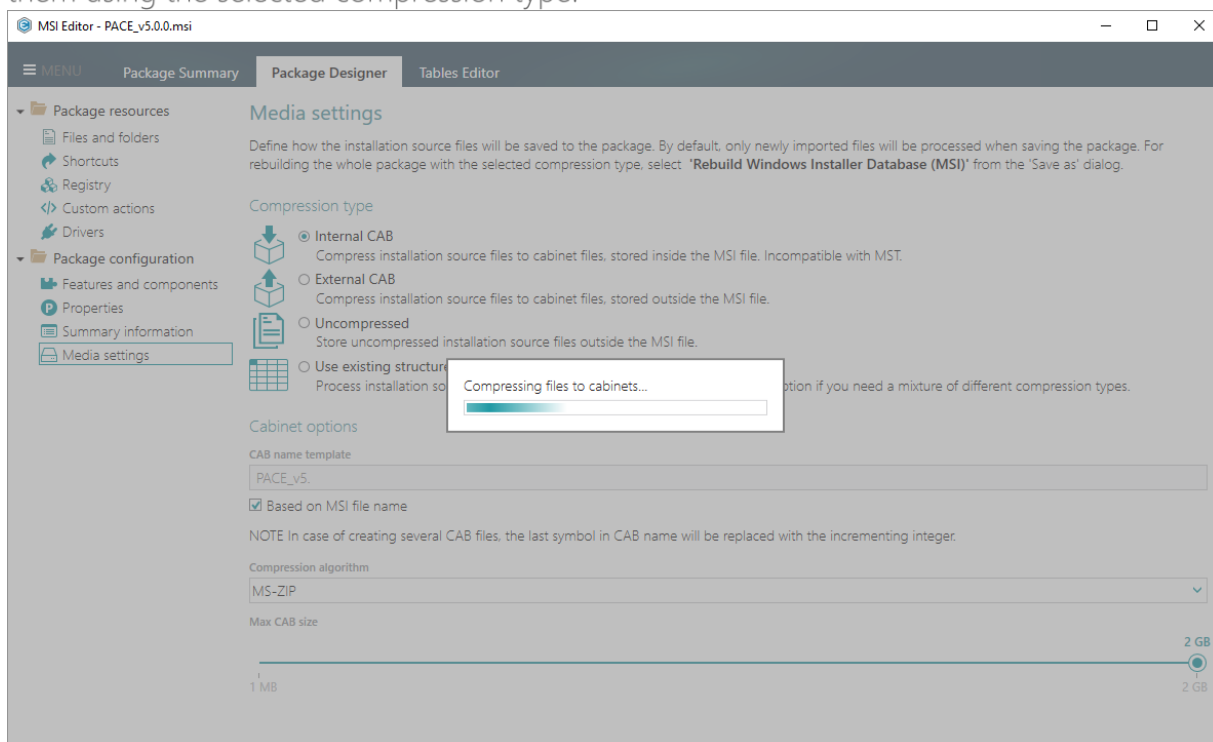 them using the selected compression type.
MSI Editor - PACE_v5.0.0.msi
MENU Package Summary Package Designer Tables Editor
Package resources
Files and folders
Shortcuts
Registry
Custom actions
Drivers
Package configuration
Features and components
Properties
Summary information
Media settings
Media settings
Define how the installation source files will be saved to the package. By default, only newly imported files will be processed when saving the package. For
rebuilding the whole package with the selected compression type, select "Rebuild Windows Installer Database (MSI)" from the 'Save as' dialog.
Compression type
Internal CAB
Compress installation source files to cabinet files, stored inside the MSI file. Incompatible with MST.
External CAB
Compress installation source files to cabinet files, stored outside the MSI file.
Uncompressed
Store uncompressed installation source files outside the MSI file.
Use existing structure
Process installation so
ption if you need a mixture of different compression types.
Compressing files to cabinets...
Cabinet options
CAB name template
PACE_v5.
Based on MSI file name
NOTE In case of creating several CAB files, the last symbol in CAB name will be replaced with the incrementing integer.
Compression algorithm
MS-ZIP
Max CAB size
2 GB
1 MB 2 GB